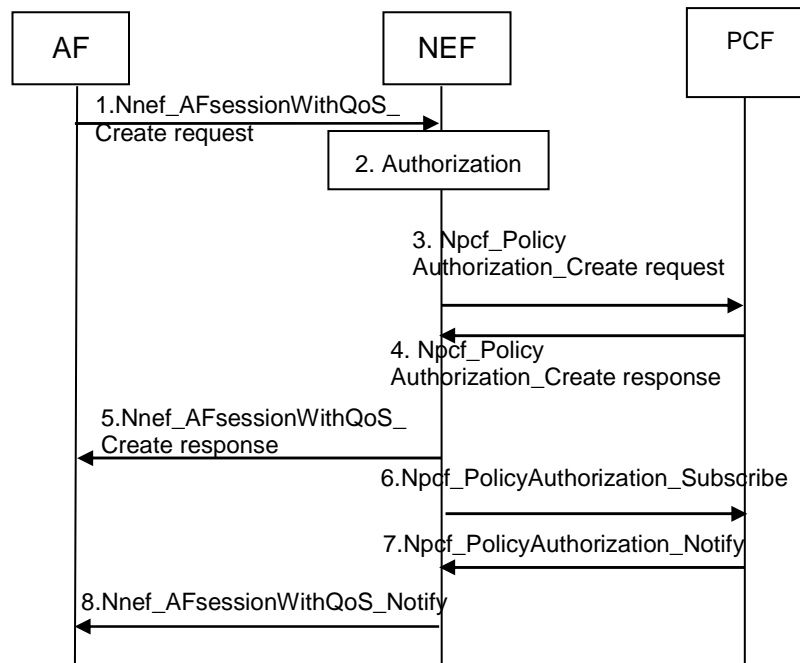 AF
NEF
PCF
1.Nnef_AFsessionWithQoS_
Create request
2. Authorization
3. Npcf_Policy
Authorization_Create request
4. Npcf_Policy
Authorization_Create response
5.Nnef_AFsessionWithQoS_
Create response
6.Npcf_PolicyAuthorization_Subscribe
7.Npcf_PolicyAuthorization_Notify
8.Nnef_AFsessionWithQoS_Notify